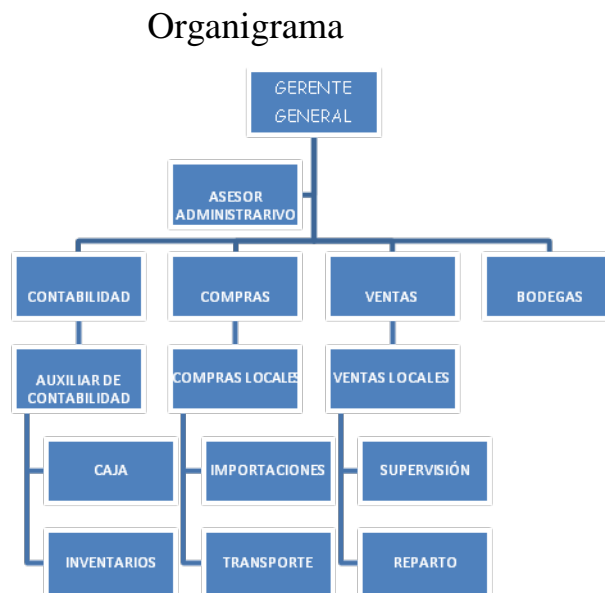 Organigrama
GERENTE
GENERAL
ASESOR
ADMINISTRARIVO
CONTABILIDAD
COMPRAS
VENTAS
BODEGAS
AUXILIAR DE
CONTABILIDAD
COMPRAS LOCALES
VENTAS LOCALES
CAJA
IMPORTACIONES
SUPERVISIÓN
INVENTARIOS
TRANSPORTE
REPARTO